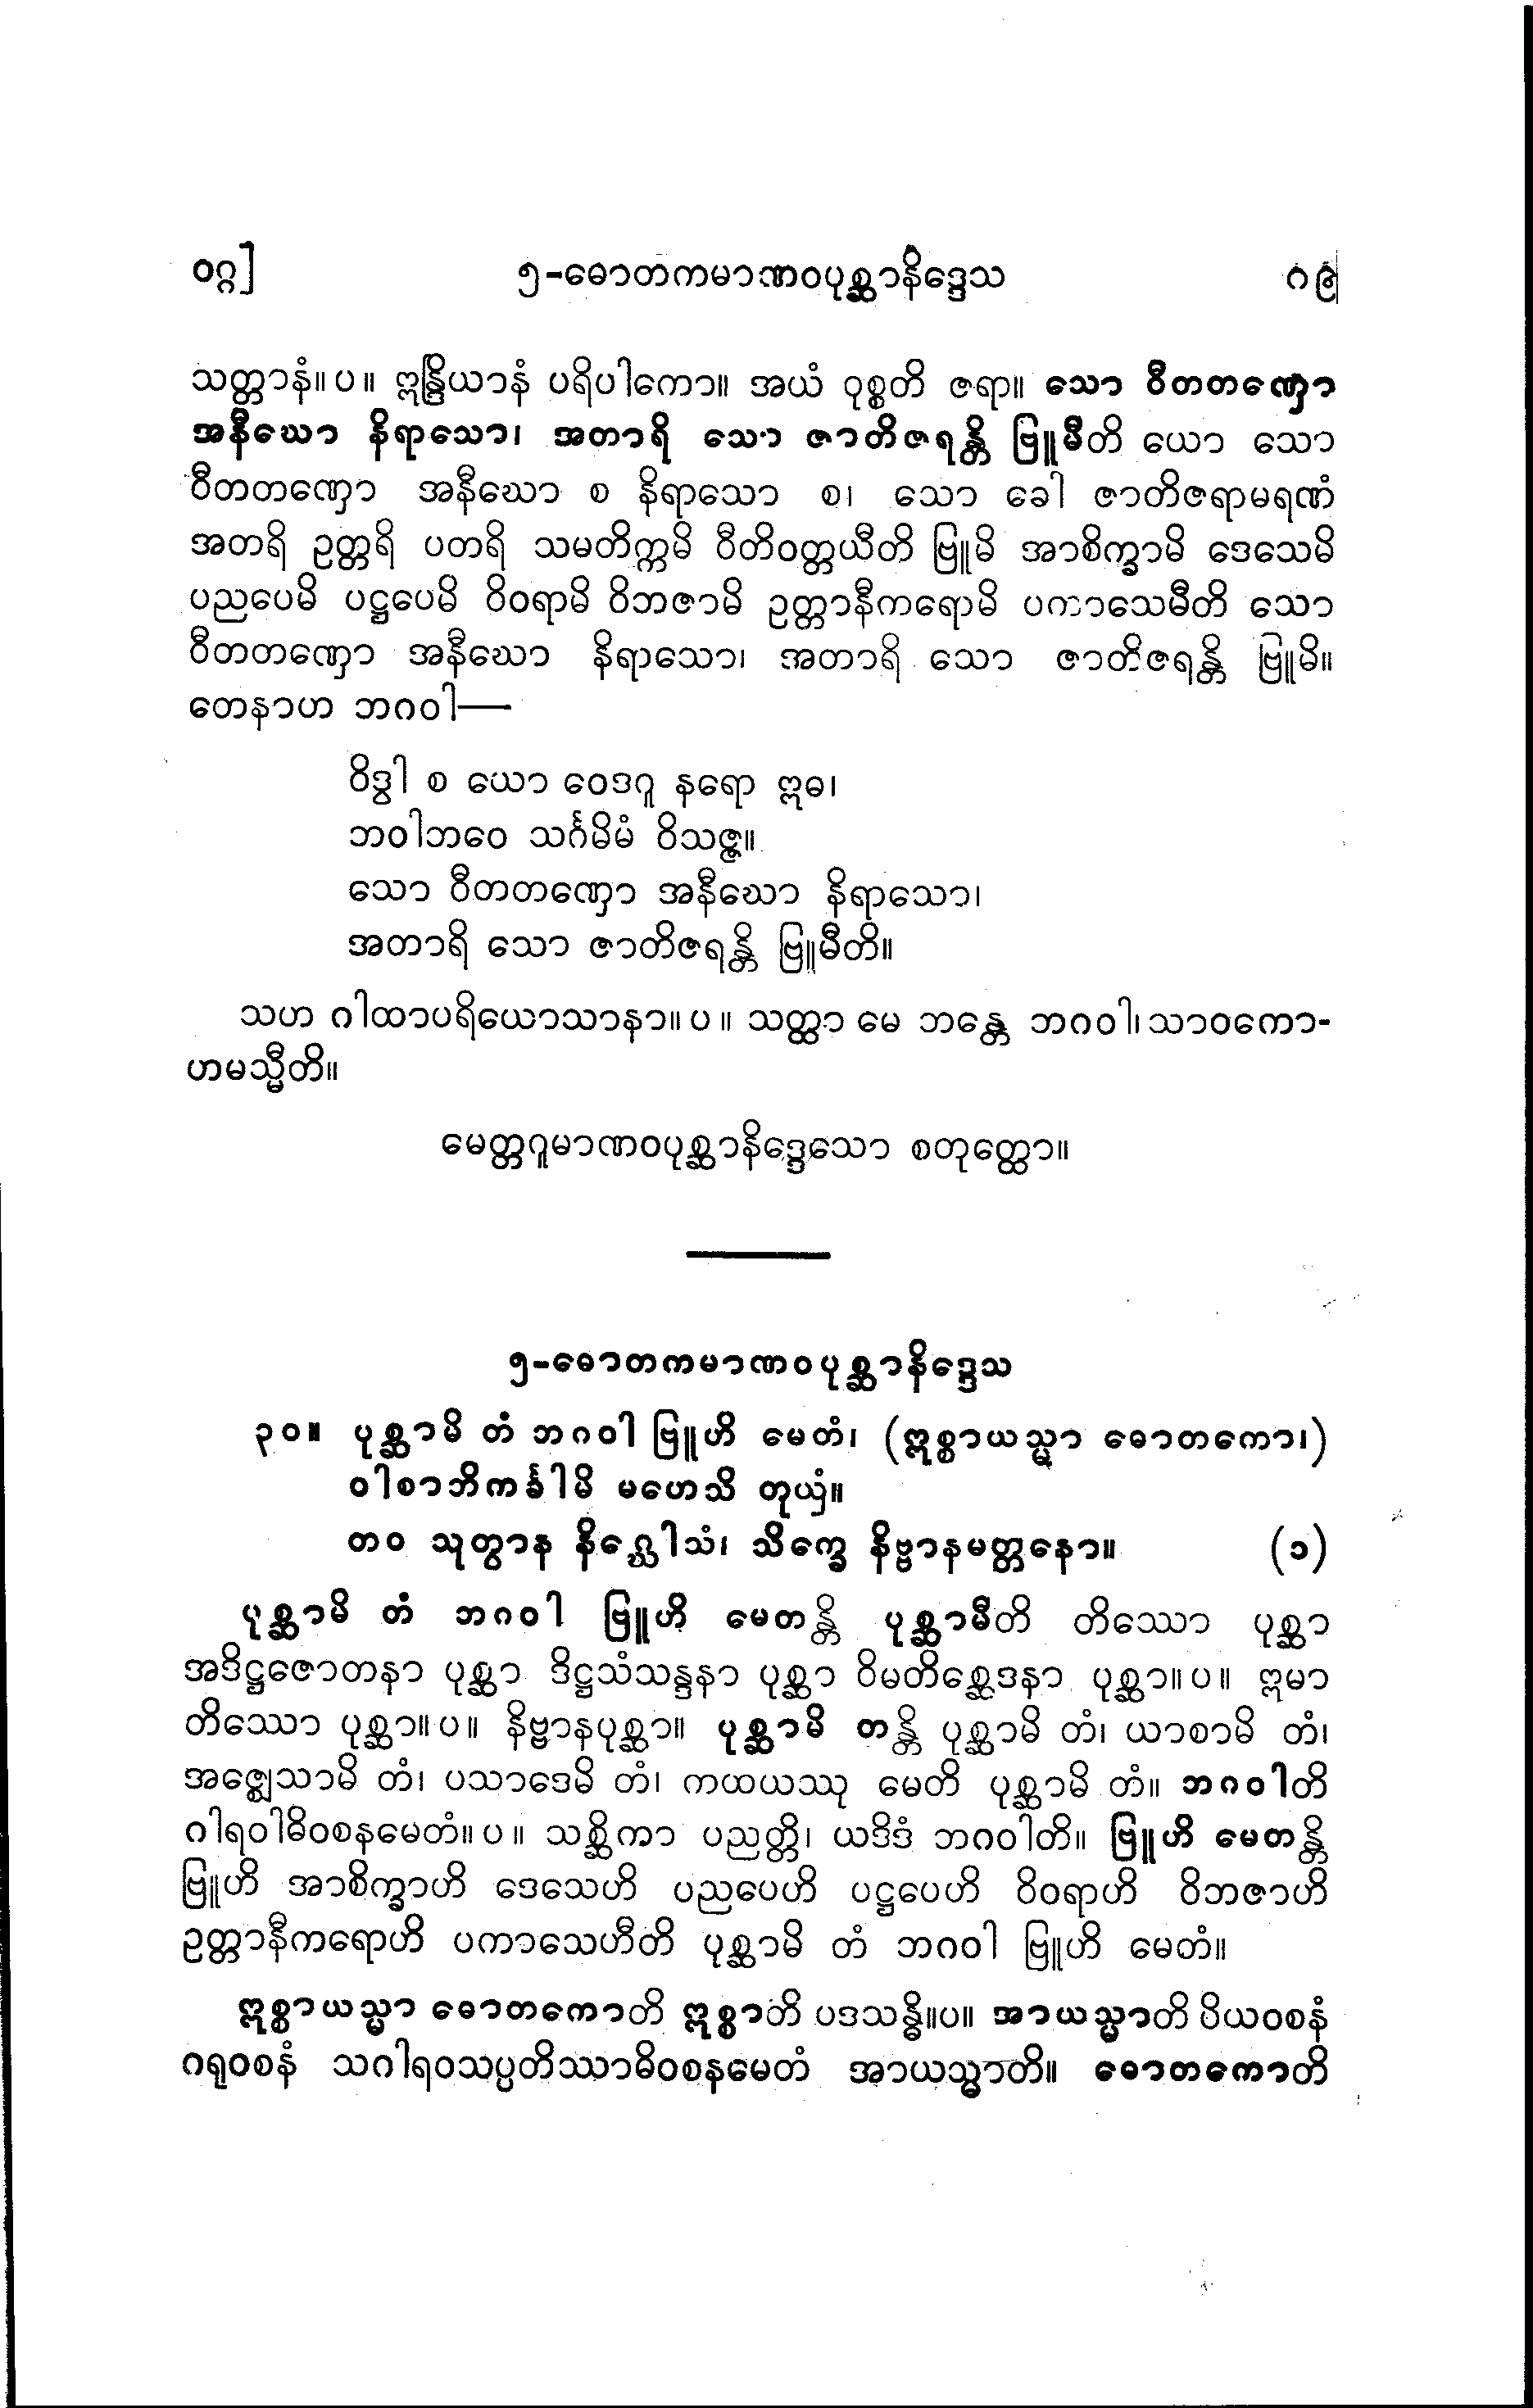 ဝဂ္ဂ]
၅-ဓောတကမာဏဝပုစ္ဆာနိဒ္ဒေသ
၈၉
သတ္တာနံ။ပ။ ဣန္ဒြိယာနံ ပရိပါကော။ အယံ ဝုစ္စတိ ဇရာ။ သော ဝီတတဏှော
အနီဃော နိရာသော၊ အတာရိ သော ဇာတိဇရန္တိ ဗြူမီတိ ယော သော
ဝီတတဏှော အနီဃော စ နိရာသော စ၊ သော ခေါ ဇာတိဇရာမရဏံ
အတရိ ဥတ္တရိ ပတရိ သမတိက္ကမိ ဝီတိဝတ္တယီတိ ဗြူမိ အာစိက္ခာမိ ဒေသေမိ
ပညပေမိ ပဋ္ဌပေမိ ဝိဝရာမိ ဝိဘဇာမိ ဥတ္တာနီကရောမိ ပကာသေမီတိ သော
ဝီတတဏှော အနီဃော နိရာသော၊ အတာရိ သော ဇာတိဇရန္တိ ဗြူမိ။
တေနာဟ ဘဂဝါ—
ဝိဒွါ စ ယော ဝေဒဂူ နရော ဣဓ၊
ဘဝါဘဝေ သင်္ဂမိမံ ဝိသဇ္ဇ။
သော ဝီတတဏှော အနီဃော နိရာသော၊
အတာရိ သော ဇာတိဇရန္တိ ဗြူမီတိ။
သဟ ဂါထာပရိယောသာနာ။ပ။ သတ္ထာ မေ ဘန္တေ ဘဂဝါ၊ သာဝကော-
ဟမသ္မီတိ။
မေတ္တဂူမာဏဝပုစ္ဆာနိဒ္ဒေသော စတုတ္ထော။
၅-ဓောတကမာဏဝပုစ္ဆာနိဒ္ဒေသ
၃၀။ ပုစ္ဆာမိ တံ ဘဂဝါ ဗြူဟိ မေတံ၊ (ဣစ္စာယသ္မာ ဓောတကော၊)
ဝါစာဘိကင်္ခါမိ မဟေသိ တုယှံ။
တဝ သုတွာန နိဂ္ဃောသံ၊ သိက္ခေ နိဗ္ဗာနမတ္တနော။ (၁)
ပုစ္ဆာမိ တံ ဘဂဝါ ဗြူဟိ မေတန္တိ ပုစ္ဆာမီတိ တိဿော ပုစ္ဆာ
အဒိဋ္ဌဇောတနာ ပုစ္ဆာ ဒိဋ္ဌသံသန္ဒနာ ပုစ္ဆာ ဝိမတိစ္ဆေဒနာ ပုစ္ဆာ။ပ။ ဣမာ
တိဿော ပုစ္ဆာ။ပ။ နိဗ္ဗာနပုစ္ဆာ။ ပုစ္ဆာမိ တန္တိ ပုစ္ဆာမိ တံ၊ ယာစာမိ တံ၊
အဇ္ဈေသာမိ တံ၊ ပသာဒေမိ တံ၊ ကထယဿု မေတိ ပုစ္ဆာမိ တံ။ ဘဂဝါတိ
ဂါရဝါဓိဝစနမေတံ။ပ။ သစ္ဆိကာ ပညတ္တိ၊ ယဒိဒံ ဘဂဝါတိ။ ဗြူဟိ မေတန္တိ
ဗြူဟိ အာစိက္ခာဟိ ဒေသေဟိ ပညပေဟိ ပဋ္ဌပေဟိ ဝိဝရာဟိ ဝိဘဇာဟိ
ဥတ္တာနီကရောဟိ ပကာသေဟီတိ ပုစ္ဆာမိ တံ ဘဂဝါ ဗြူဟိ မေတံ။
ဣစ္စာယသ္မာ ဓောတကောတိ ဣစ္စာတိ ပဒသန္ဓိ။ပ။ အာယသ္မာတိ ပိယဝစနံ
ဂရုဝစနံ သဂါရဝသပ္ပတိဿာဓိဝစနမေတံ အာယသ္မာတိ။ ဓောတကောတိ